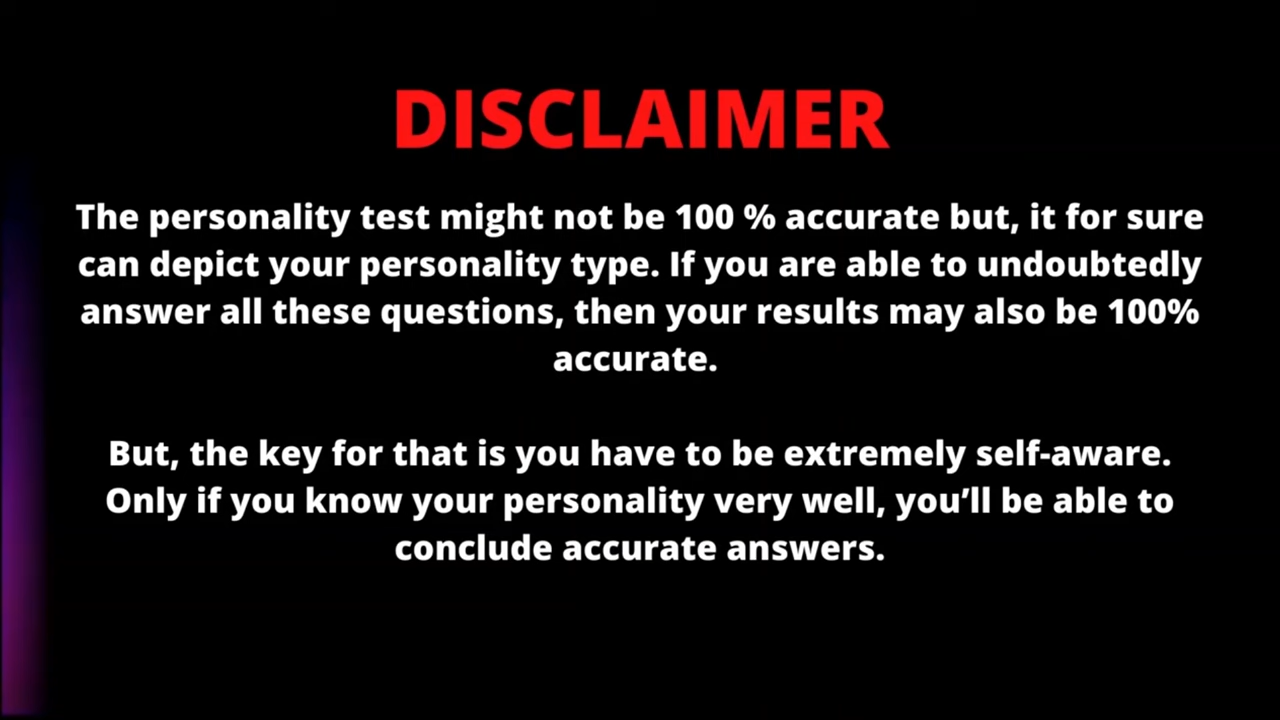 DISCLAIMER
The personality test might not be 100 % accurate but, it for sure
can depict your personality type. If you are able to undoubtedly
answer all these questions, then your results may also be 100%
accurate.
But, the key for that is you have to be extremely self-aware.
Only if you know your personality very well, you’ll be able to
conclude accurate answers.